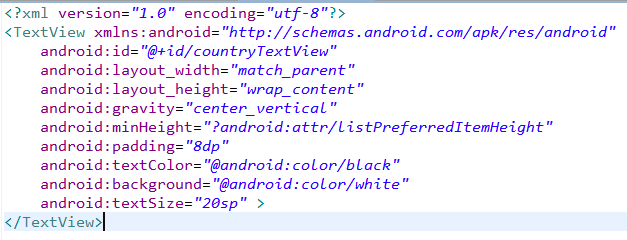 <?xml version="1.0" encoding="utf-8"?>
<TextView xmlns:android="http://schemas.android.com/apk/res/android"
    android:id="@+id/countryTextView"
    android:layout_width="match_parent"
    android:layout_height="wrap_content"
    android:gravity="center_vertical"
    android:minHeight="?android:attr/listPreferredItemHeight"
    android:padding="8dp"
    android:textColor="@android:color/black"
    android:background="@android:color/white"
    android:textSize="20sp" >
</TextView>